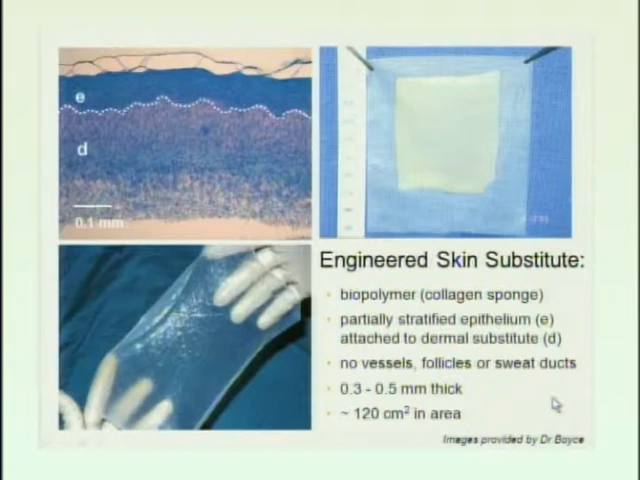 e
d
0.1 mm
Engineered Skin Substitute:
biopolymer (collagen sponge)
partially stratified epithelium (e)
attached to dermal substitute (d)
no vessels, follicles or sweat ducts
0.3 - 0.5 mm thick
~ 120 cm² in area
Images provided by Dr Boyce